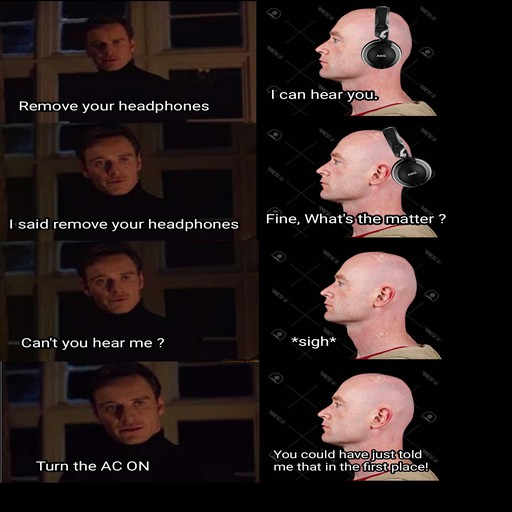 Remove your headphones
I can hear you.
I said remove your headphones
Fine, What's the matter ?
Can't you hear me ?
*sigh*
Turn the AC ON
You could have just told
me that in the first place!